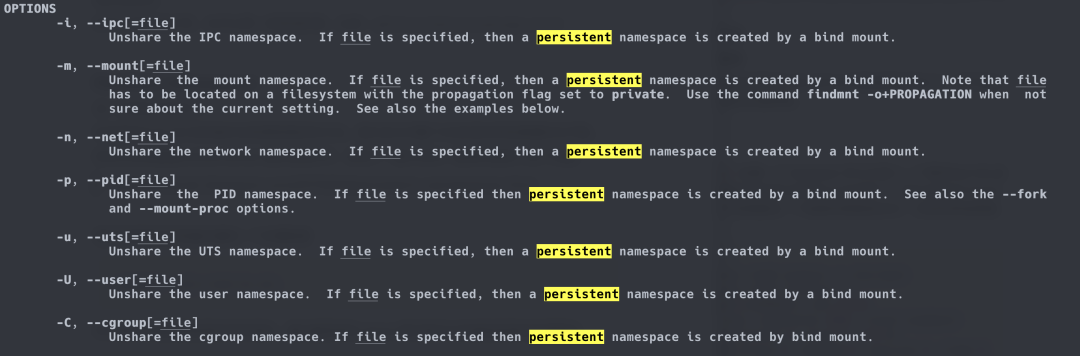 OPTIONS
-i, --ipc[=file]
Unshare the IPC namespace.  If file is specified, then a persistent namespace is created by a bind mount.
-m, --mount[=file]
Unshare  the  mount namespace.  If file is specified, then a persistent namespace is created by a bind mount.  Note that file
has to be located on a filesystem with the propagation flag set to private.  Use the command findmnt -o+PROPAGATION when  not
sure about the current setting.  See also the examples below.
-n, --net[=file]
Unshare the network namespace.  If file is specified, then a persistent namespace is created by a bind mount.
-p, --pid[=file]
Unshare  the  PID namespace.  If file is specified then persistent namespace is created by a bind mount.  See also the --fork
and --mount-proc options.
-u, --uts[=file]
Unshare the UTS namespace.  If file is specified, then a persistent namespace is created by a bind mount.
-U, --user[=file]
Unshare the user namespace.  If file is specified, then a persistent namespace is created by a bind mount.
-C, --cgroup[=file]
Unshare the cgroup namespace. If file is specified then persistent namespace is created by bind mount.